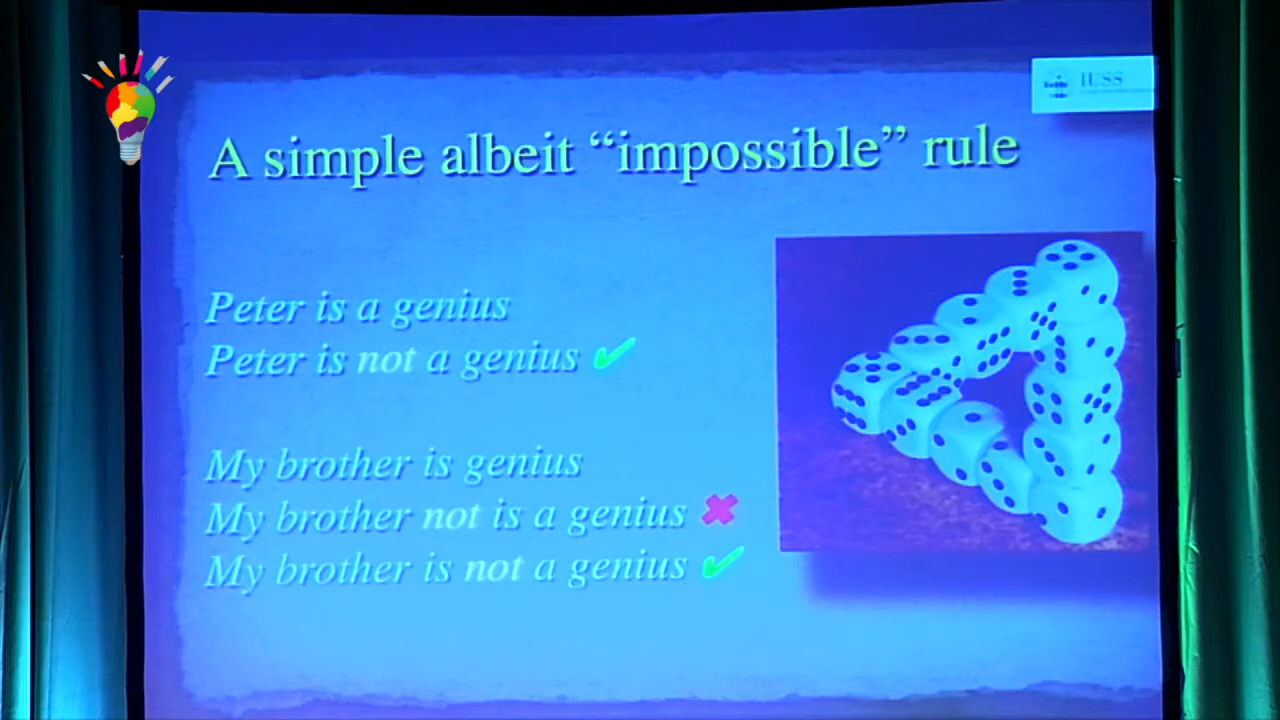 IUSS
A simple albeit “impossible” rule
Peter is a genius
Peter is not a genius ✔
My brother is genius
My brother not is a genius ✖
My brother is not a genius ✔